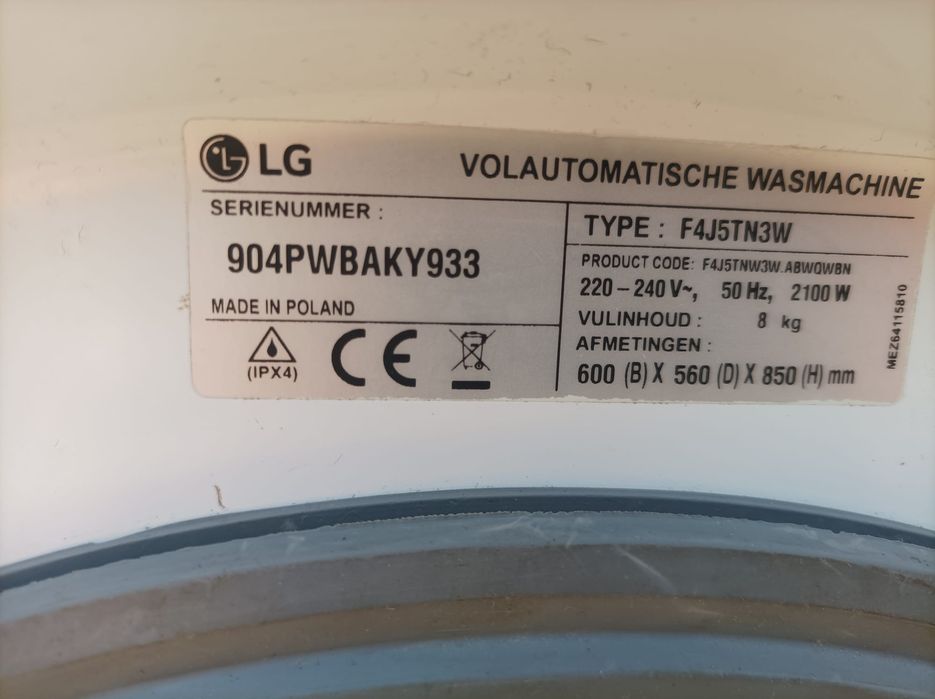 LG VOLAUTOMATISCHE WASMACHINE
SERIENUMMER :
904PWBAKY933
MADE IN POLAND
(IPX4) CE
TYPE : F4J5TN3W
PRODUCT CODE: F4J5TNW3W.ABWQWBN
220 – 240 V~, 50 Hz, 2100 W
VULINHOUD : 8 kg
AFMETINGEN :
600 (B) X 560 (D) X 850 (H) mm
MEZ64115810